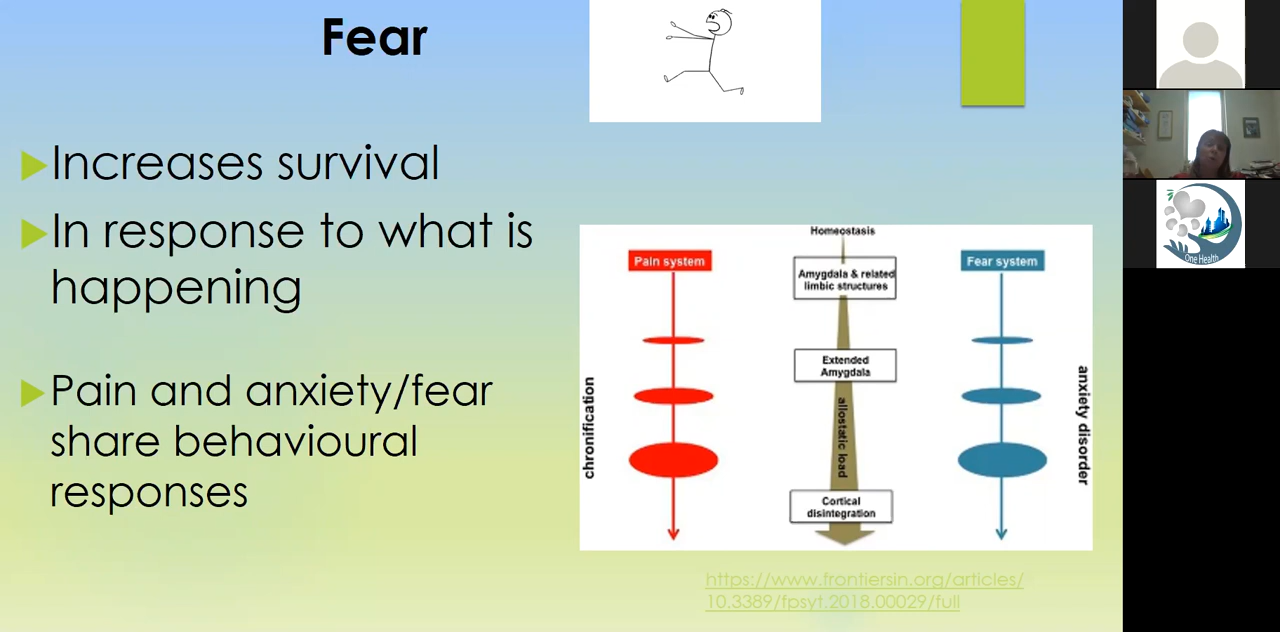 Fear
Increases survival
In response to what is
happening
Pain and anxiety/fear
share behavioural
responses
Homeostasis
Pain system
Amygdala & related
limbic structures
Fear system
Extended
Amygdala
chronification
allostatic load
anxiety disorder
Cortical
disintegration
https://www.frontiersin.org/articles/
10.3389/fpsyt.2018.00029/full
One Health